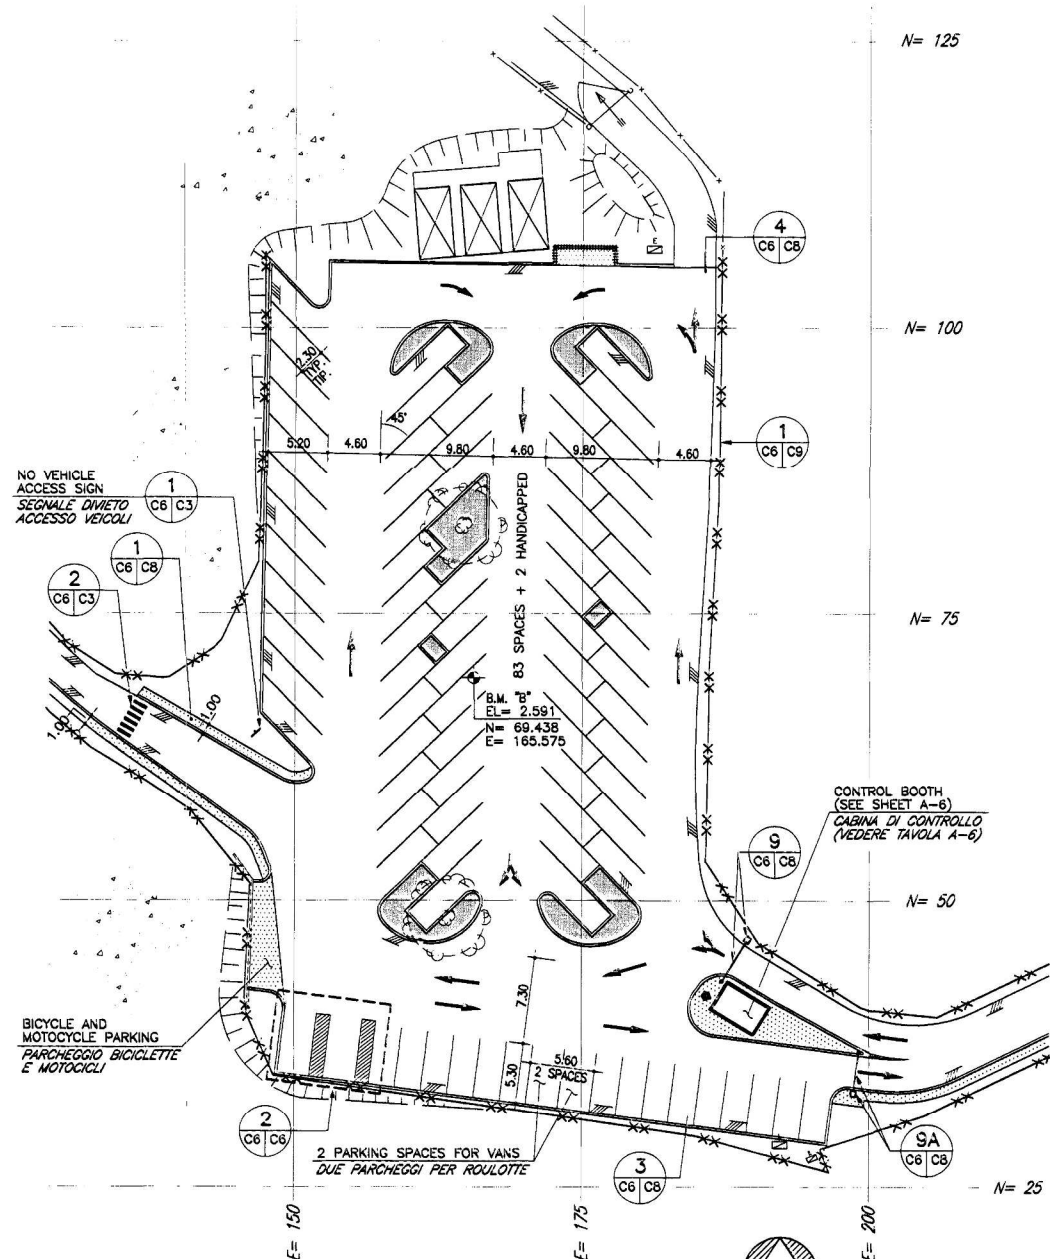 N= 125
E
4
C6 C8
N= 100
2.30
TYP.
TIP.
45°
5.20 4.60 9.80 4.60 9.80 4.60
1
C6 C9
NO VEHICLE
ACCESS SIGN
SEGNALE DIVIETO
ACCESSO VEICOLI
1
C6 C3
1
C6 C8
2
C6 C3
83 SPACES + 2 HANDICAPPED
N= 75
B.M. "B"
EL= 2.591
N= 69.438
E= 165.575
1.00
1.00
CONTROL BOOTH
(SEE SHEET A-6)
CABINA DI CONTROLLO
(VEDERE TAVOLA A-6)
9
C6 C8
N= 50
7.30
BICYCLE AND
MOTOCYCLE PARKING
PARCHEGGIO BICICLETTE
E MOTOCICLI
5.30
5.60
2 SPACES
2
C6 C6
2 PARKING SPACES FOR VANS
DUE PARCHEGGI PER ROULOTTE
3
C6 C8
9A
C6 C8
N= 25
E= 150
E= 175
E= 200